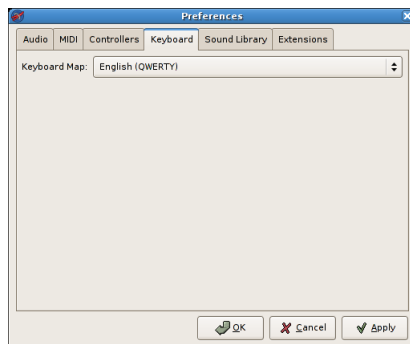 Preferences
Audio MIDI Controllers Keyboard Sound Library Extensions
Keyboard Map: English (QWERTY)
OK Cancel Apply